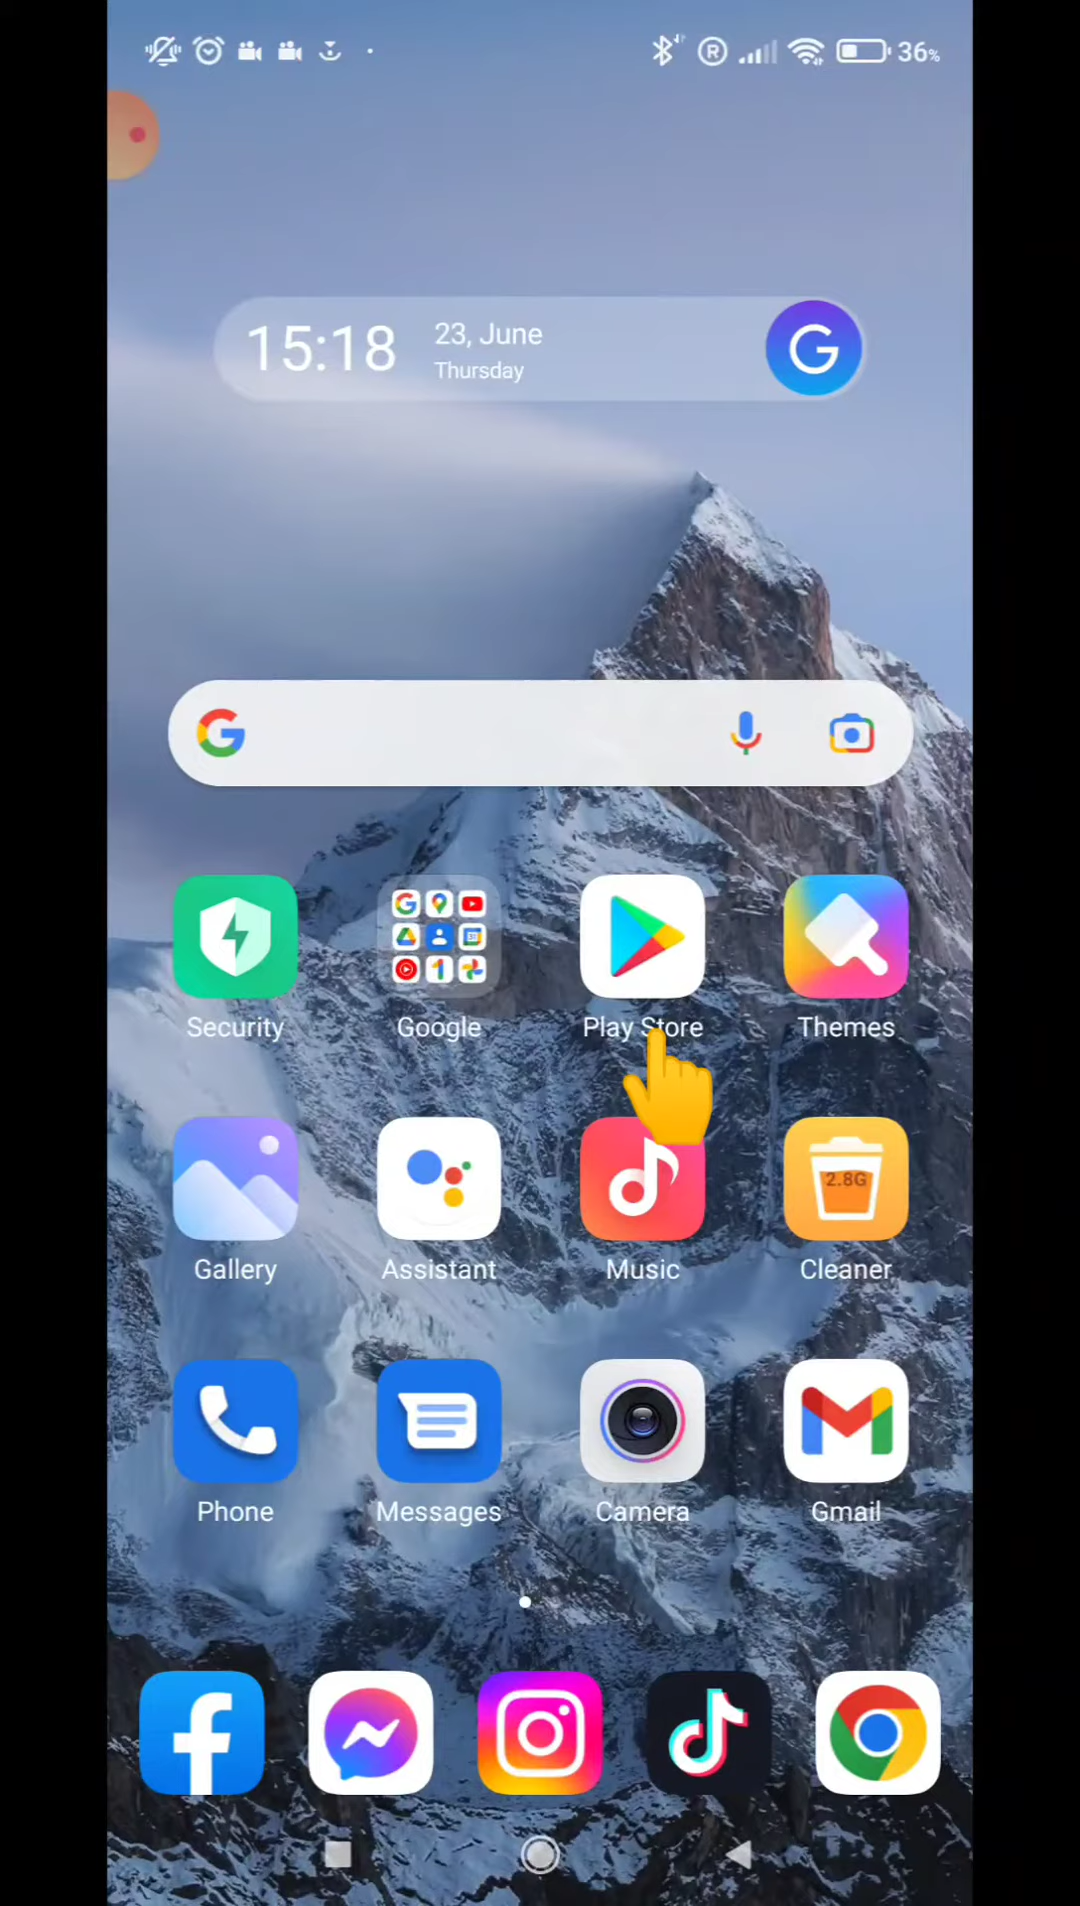 36%
15:18
23, June
Thursday
Security
Google
Play Store
Themes
2.8G
Gallery
Assistant
Music
Cleaner
Phone
Messages
Camera
Gmail